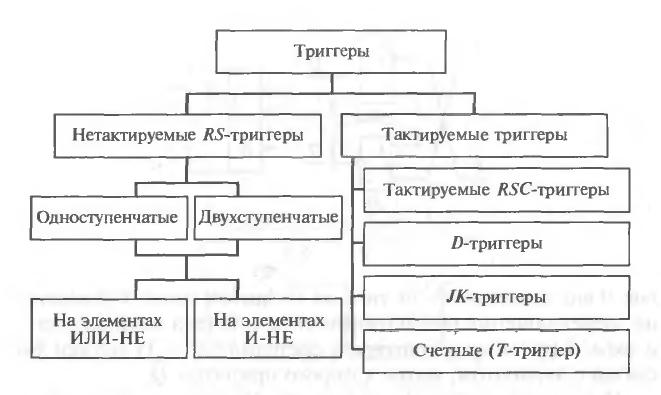 Триггеры
Нетактируемые RS-триггеры
Тактируемые триггеры
Одноступенчатые
Двухступенчатые
На элементах
ИЛИ-НЕ
На элементах
И-НЕ
Тактируемые RSC-триггеры
D-триггеры
JK-триггеры
Счетные (T-триггер)